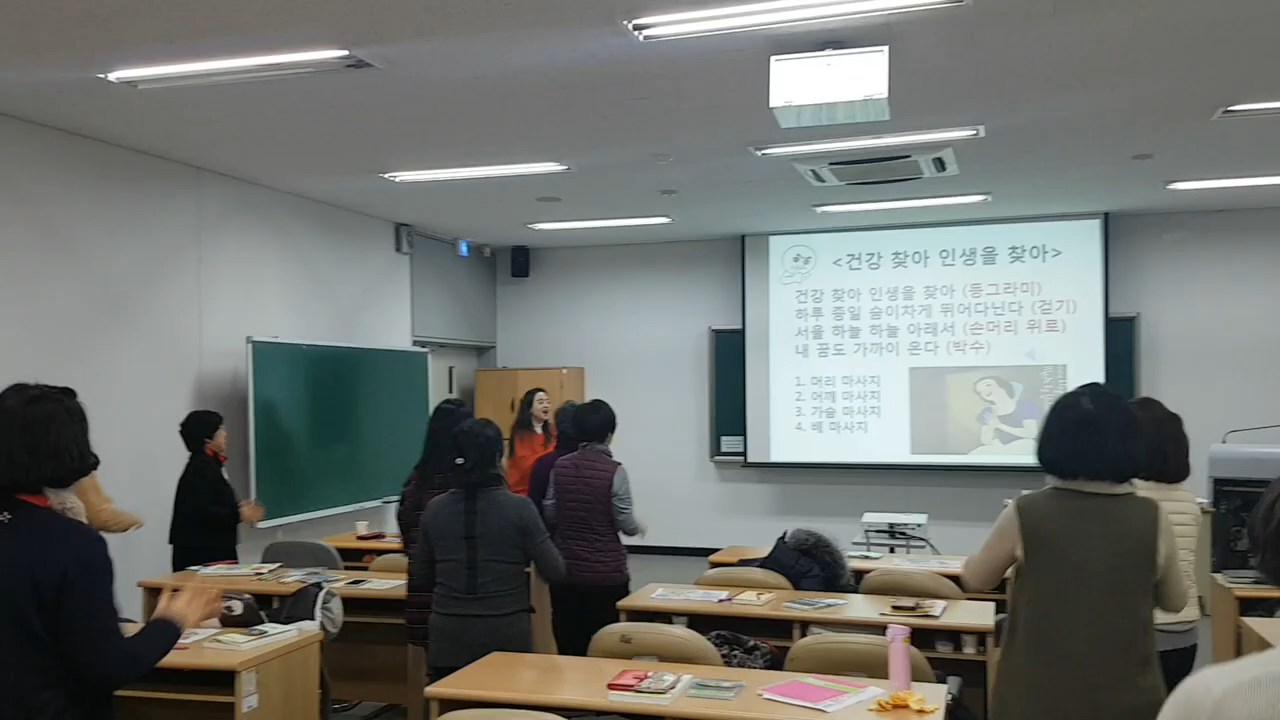 <건강 찾아 인생을 찾아>
건강 찾아 인생을 찾아 (동그라미)
하루 종일 숨이차게 뛰어다닌다 (걷기)
서울 하늘 하늘 아래서 (손머리 위로)
내 꿈도 가까이 온다 (박수)
1. 머리 마사지
2. 어깨 마사지
3. 가슴 마사지
4. 배 마사지